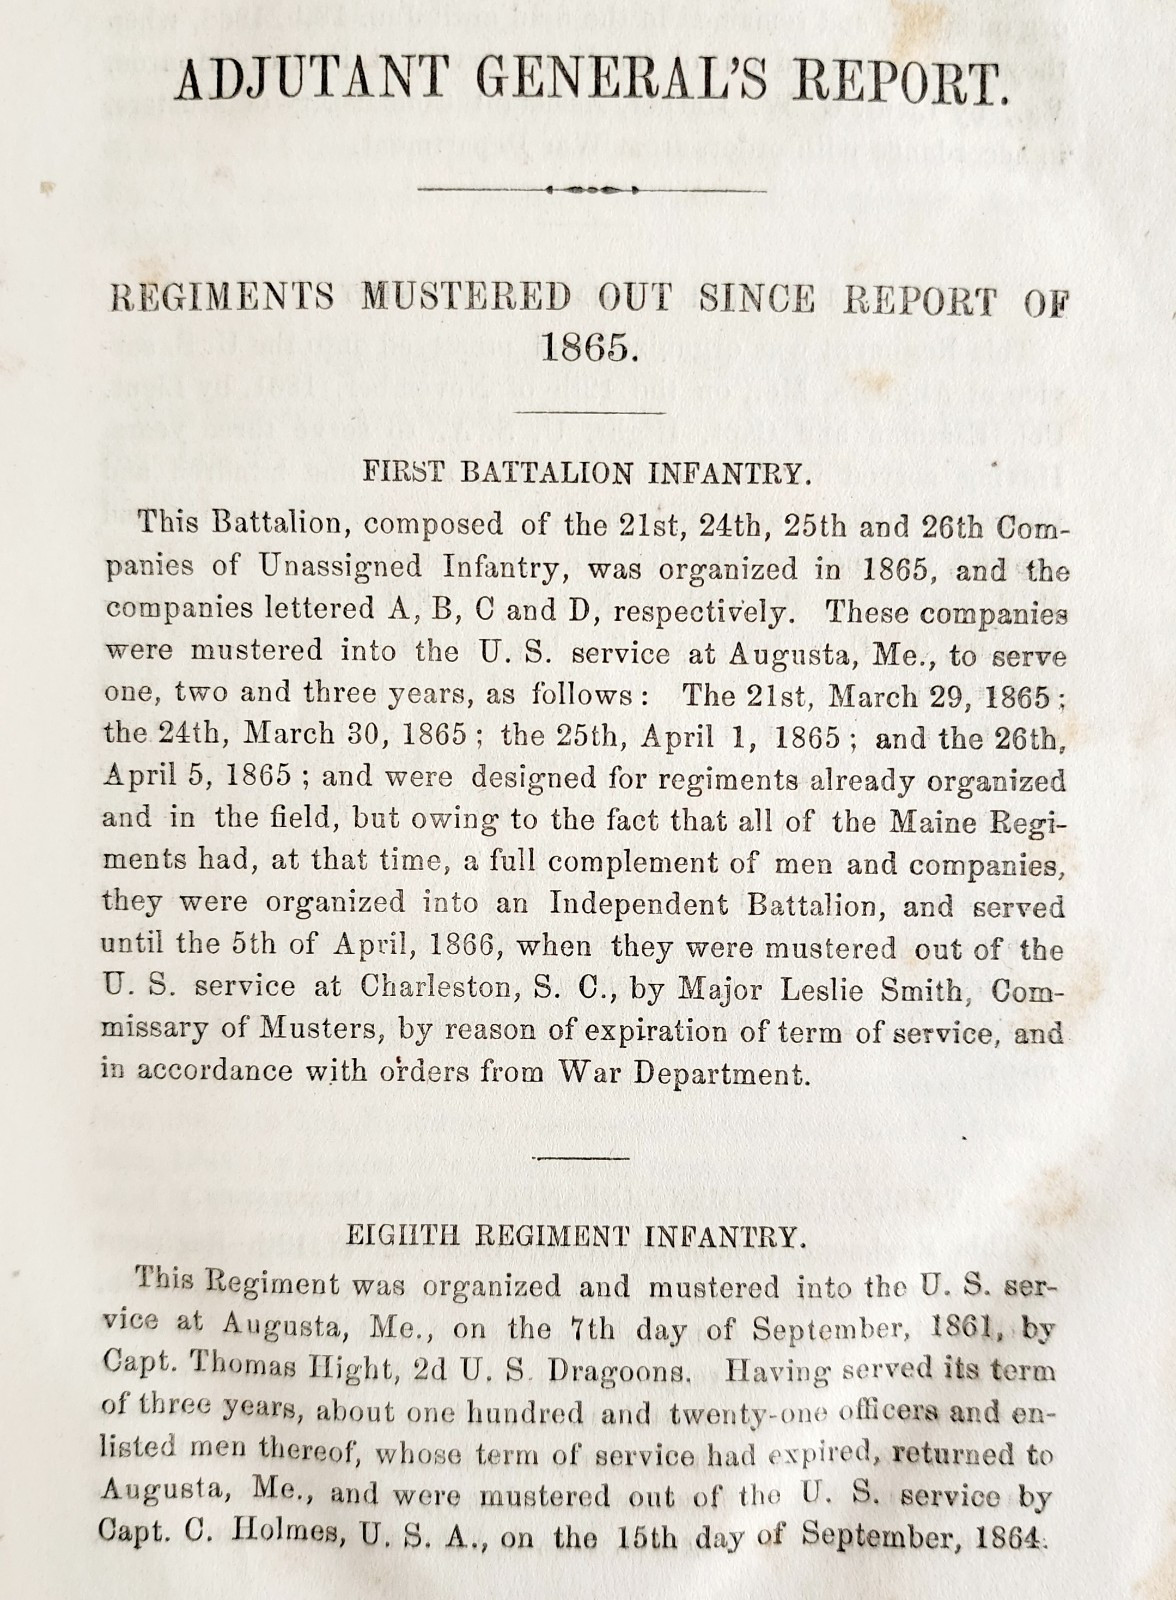 ADJUTANT GENERAL'S REPORT.
REGIMENTS MUSTERED OUT SINCE REPORT OF
1865.
FIRST BATTALION INFANTRY.
This Battalion, composed of the 21st, 24th, 25th and 26th Com-
panies of Unassigned Infantry, was organized in 1865, and the
companies lettered A, B, C and D, respectively. These companies
were mustered into the U. S. service at Augusta, Me., to serve
one, two and three years, as follows: The 21st, March 29, 1865;
the 24th, March 30, 1865; the 25th, April 1, 1865; and the 26th,
April 5, 1865; and were designed for regiments already organized
and in the field, but owing to the fact that all of the Maine Regi-
ments had, at that time, a full complement of men and companies,
they were organized into an Independent Battalion, and served
until the 5th of April, 1866, when they were mustered out of the
U. S. service at Charleston, S. C., by Major Leslie Smith, Com-
missary of Musters, by reason of expiration of term of service, and
in accordance with orders from War Department.
EIGHTH REGIMENT INFANTRY.
This Regiment was organized and mustered into the U. S. ser-
vice at Augusta, Me., on the 7th day of September, 1861, by
Capt. Thomas Hight, 2d U. S. Dragoons. Having served its term
of three years, about one hundred and twenty-one officers and en-
listed men thereof, whose term of service had expired, returned to
Augusta, Me., and were mustered out of the U. S. service by
Capt. C. Holmes, U. S. A., on the 15th day of September, 1864.